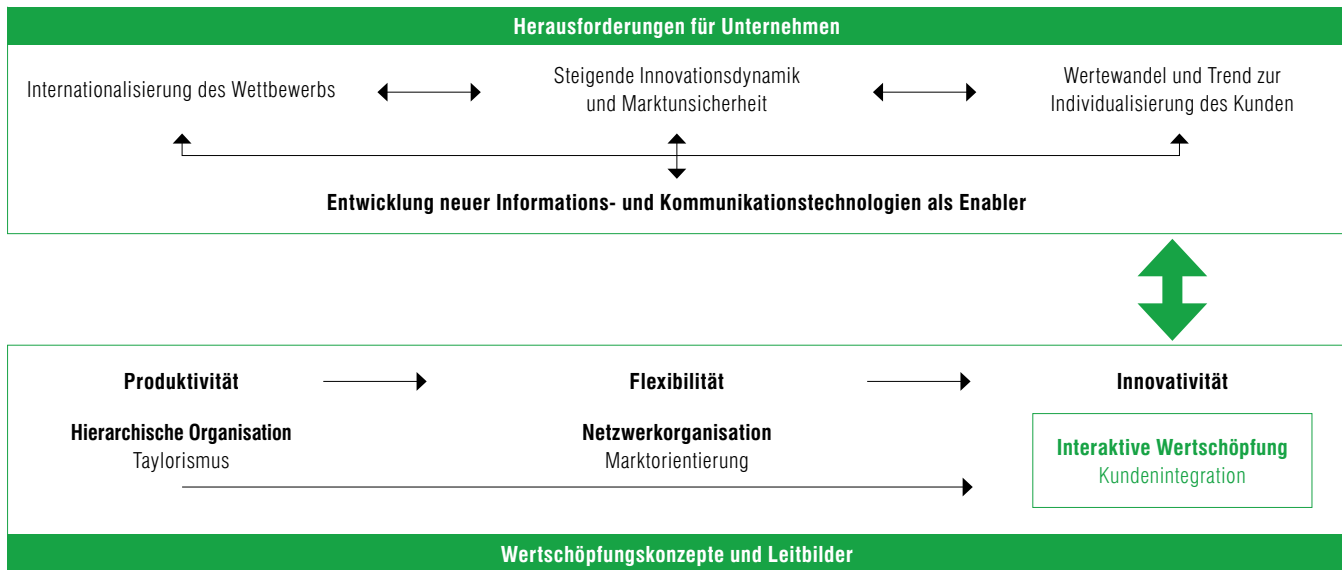 Herausforderungen für Unternehmen
Internationalisierung des Wettbewerbs
Steigende Innovationsdynamik
und Marktunsicherheit
Wertewandel und Trend zur
Individualisierung des Kunden
Entwicklung neuer Informations- und Kommunikationstechnologien als Enabler
Produktivität
Flexibilität
Innovativität
Hierarchische Organisation
Taylorismus
Netzwerkorganisation
Marktorientierung
Interaktive Wertschöpfung
Kundenintegration
Wertschöpfungskonzepte und Leitbilder